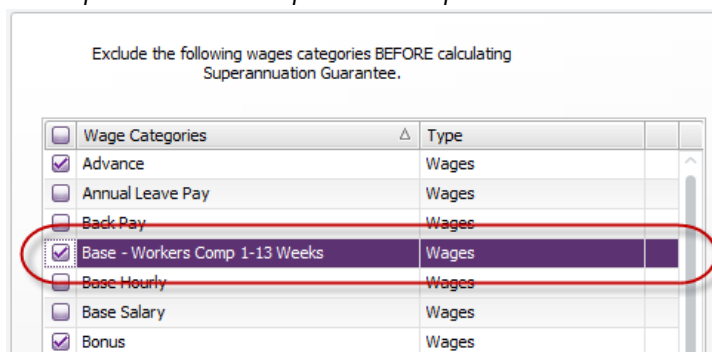 Exclude the following wages categories BEFORE calculating
Superannuation Guarantee.
Wage Categories Type
Advance Wages
Annual Leave Pay Wages
Back Pay Wages
Base - Workers Comp 1-13 Weeks Wages
Base Hourly Wages
Base Salary Wages
Bonus Wages